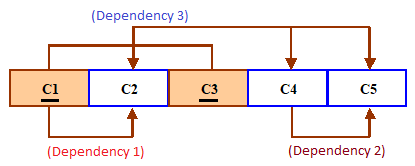 (Dependency 3)
C1 C2 C3 C4 C5
(Dependency 1) (Dependency 2)